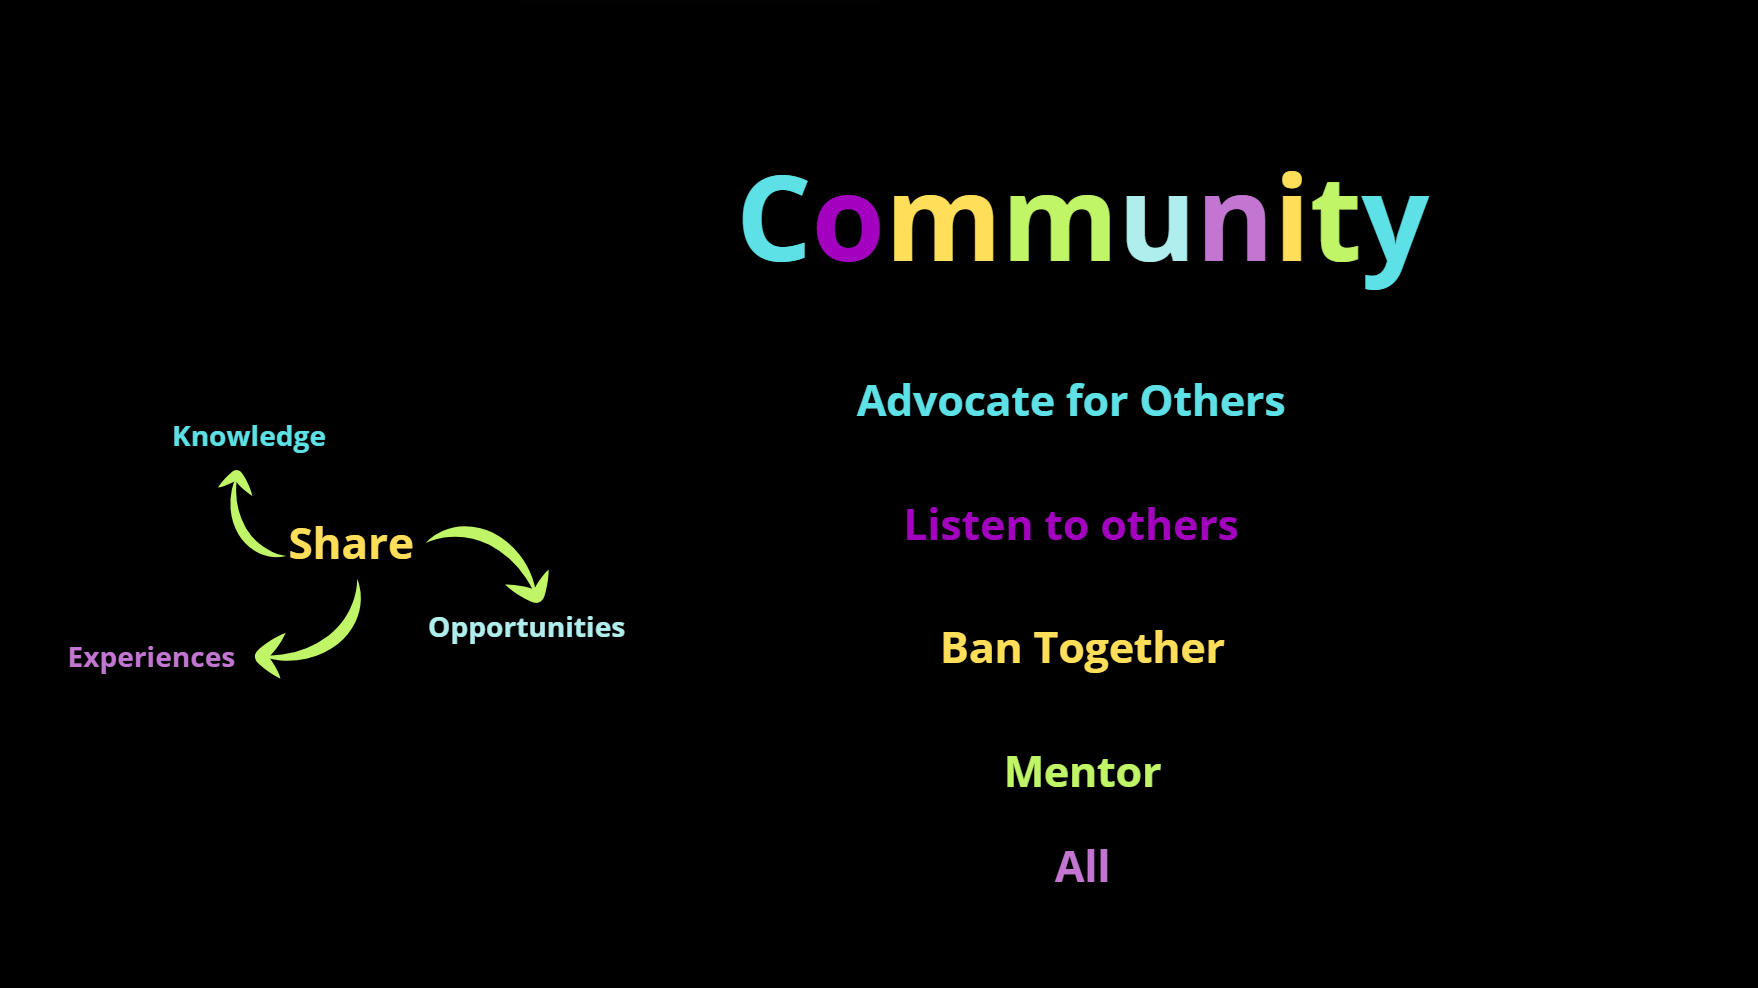 Community
Advocate for Others
Listen to others
Ban Together
Mentor
All
Share
Knowledge
Opportunities
Experiences